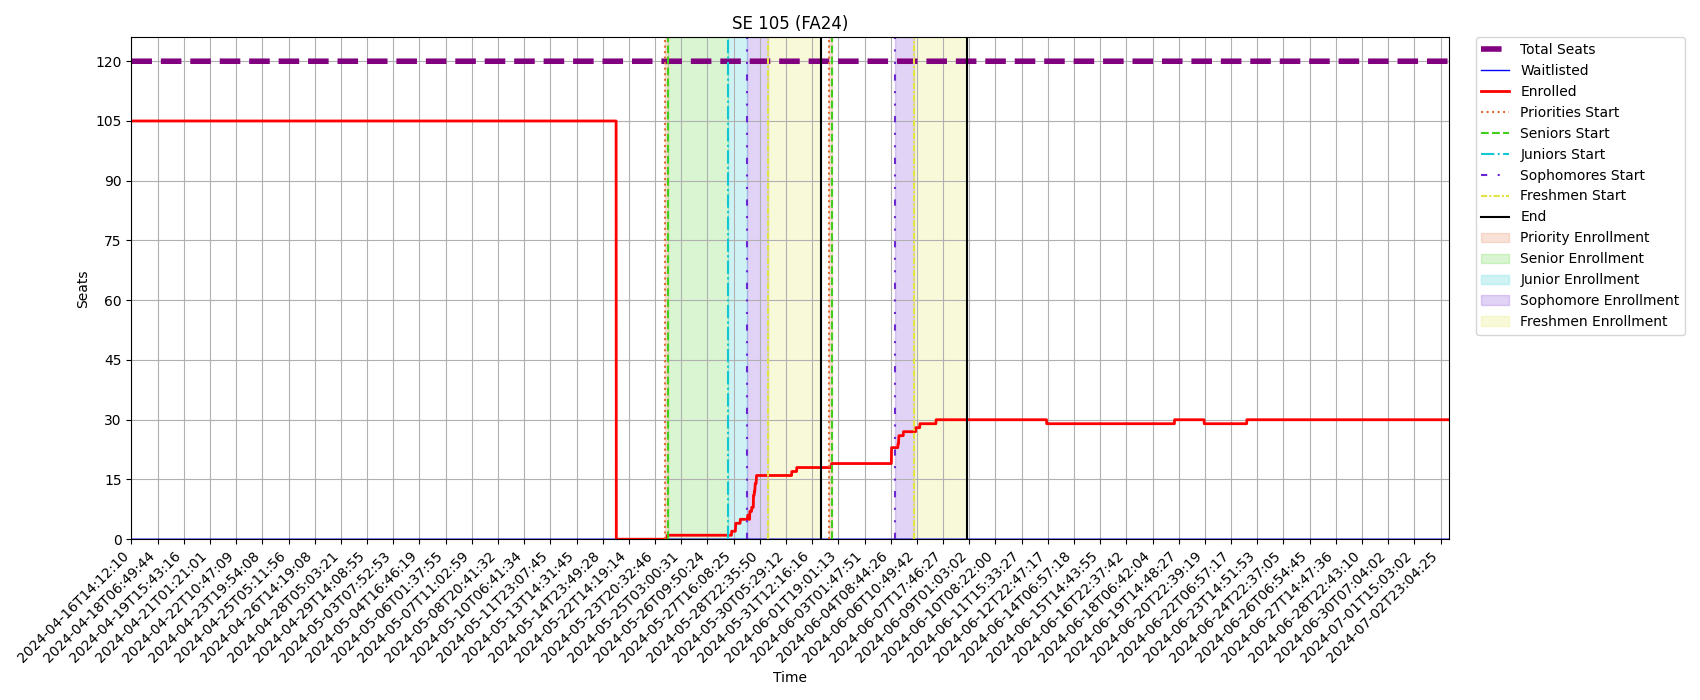 SE 105 (FA24)
120
105
90
75
60
45
30
15
0
Seats
2024-04-16T14:12:10
2024-04-18T06:49:44
2024-04-19T15:43:16
2024-04-21T01:21:01
2024-04-22T10:47:09
2024-04-23T19:54:08
2024-04-25T05:11:56
2024-04-26T14:19:08
2024-04-28T05:03:21
2024-04-29T14:08:55
2024-05-03T07:52:53
2024-05-04T16:46:19
2024-05-06T01:37:55
2024-05-07T11:02:59
2024-05-08T20:41:32
2024-05-10T06:41:34
2024-05-11T23:07:45
2024-05-13T14:31:45
2024-05-14T23:49:28
2024-05-22T14:19:14
2024-05-23T20:32:46
2024-05-25T03:00:31
2024-05-26T09:50:24
2024-05-27T16:08:25
2024-05-28T22:35:50
2024-05-30T05:29:12
2024-05-31T12:16:16
2024-06-01T19:01:13
2024-06-03T01:47:51
2024-06-04T08:44:26
2024-06-06T10:49:42
2024-06-07T17:46:27
2024-06-09T01:03:02
2024-06-10T08:22:00
2024-06-11T15:33:27
2024-06-12T22:47:17
2024-06-14T06:57:18
2024-06-15T14:43:55
2024-06-16T22:37:42
2024-06-18T06:42:04
2024-06-19T14:48:27
2024-06-20T22:39:19
2024-06-22T06:57:17
2024-06-23T14:51:53
2024-06-24T22:37:05
2024-06-26T06:54:45
2024-06-27T14:47:36
2024-06-28T22:43:10
2024-06-30T07:04:02
2024-07-01T15:03:02
2024-07-02T23:04:25
Time
Total Seats
Waitlisted
Enrolled
Priorities Start
Seniors Start
Juniors Start
Sophomores Start
Freshmen Start
End
Priority Enrollment
Senior Enrollment
Junior Enrollment
Sophomore Enrollment
Freshmen Enrollment